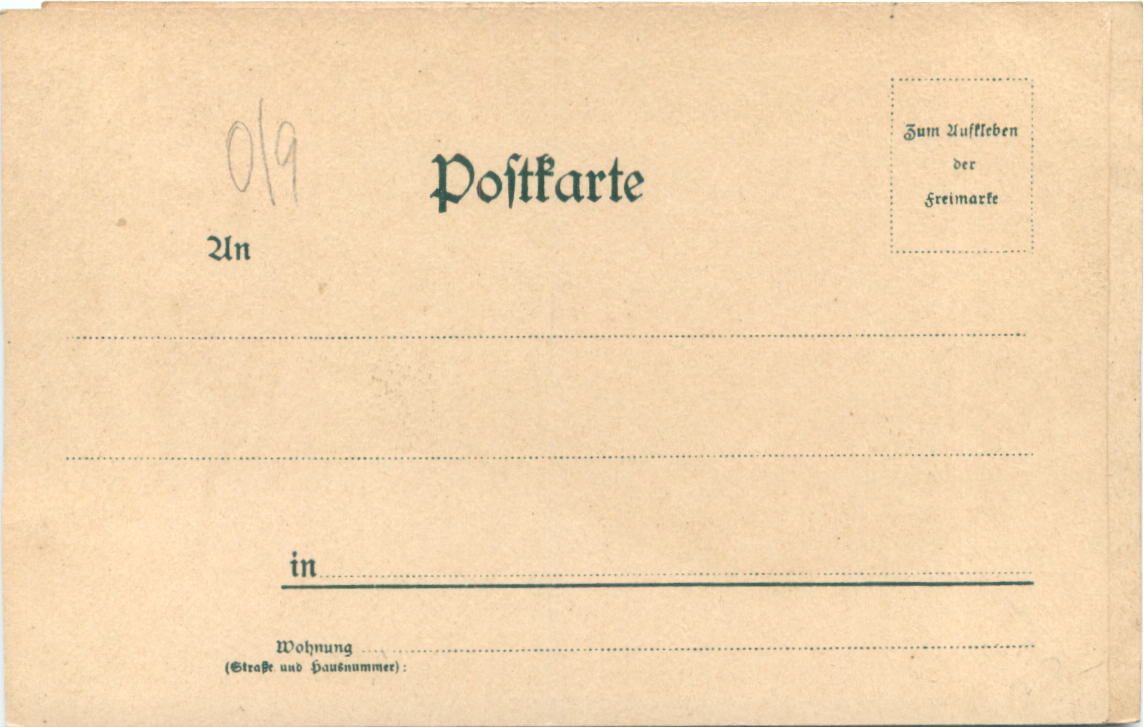 0/9
Postkarte
Zum Aufkleben
der
Freimarke
An
in
Wohnung
(Straße und Hausnummer):